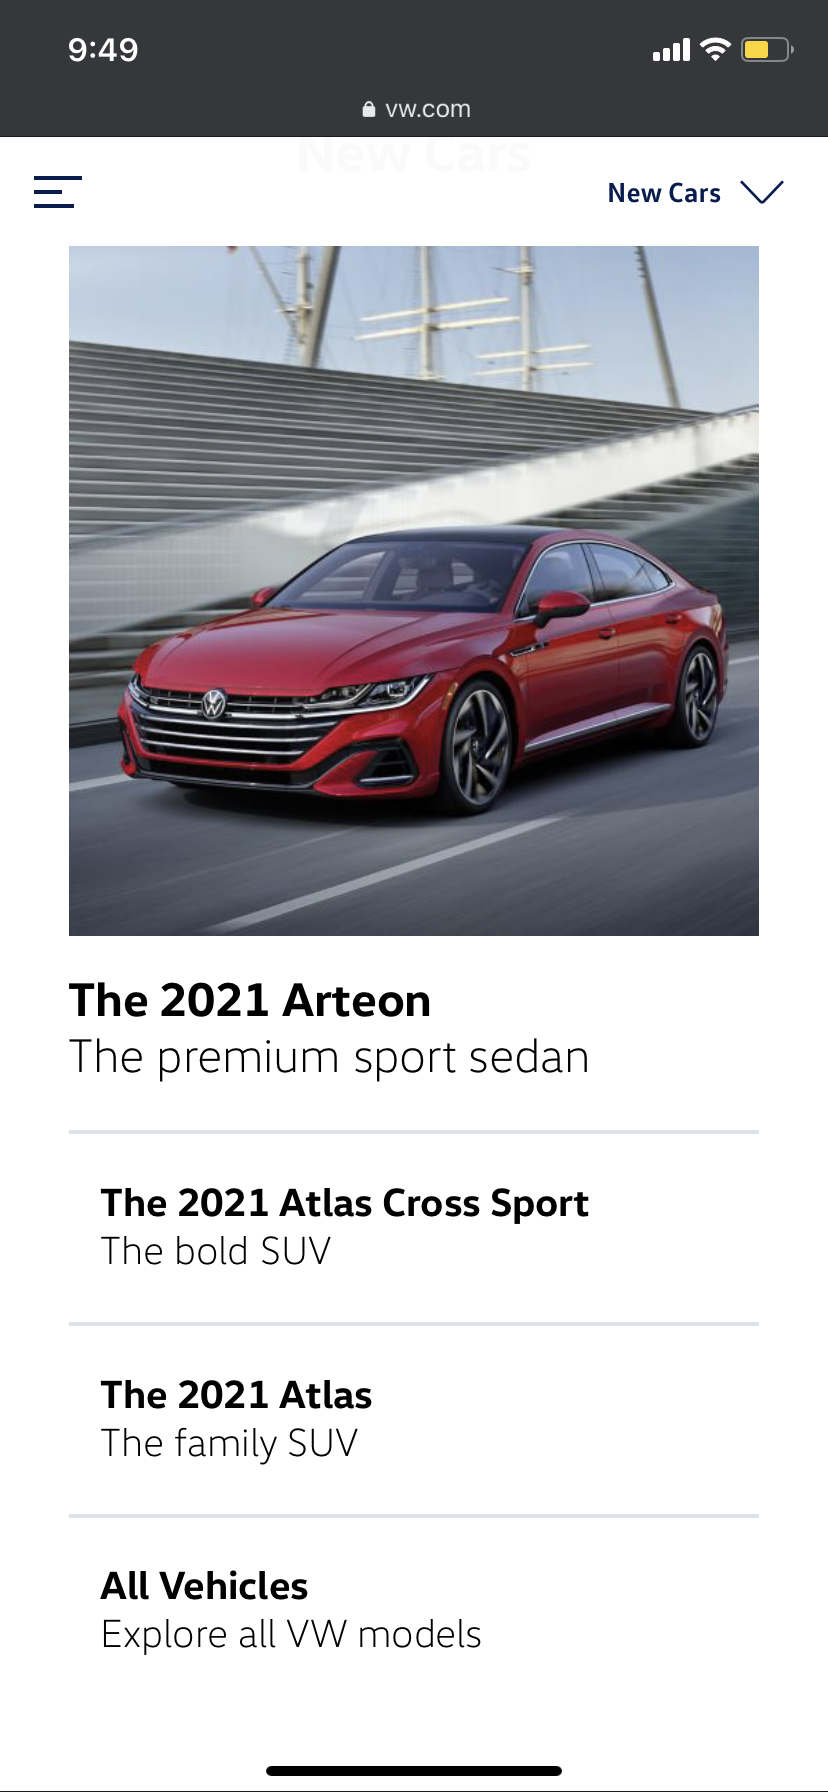 9:49
vw.com
New Cars
New Cars
The 2021 Arteon
The premium sport sedan
The 2021 Atlas Cross Sport
The bold SUV
The 2021 Atlas
The family SUV
All Vehicles
Explore all VW models